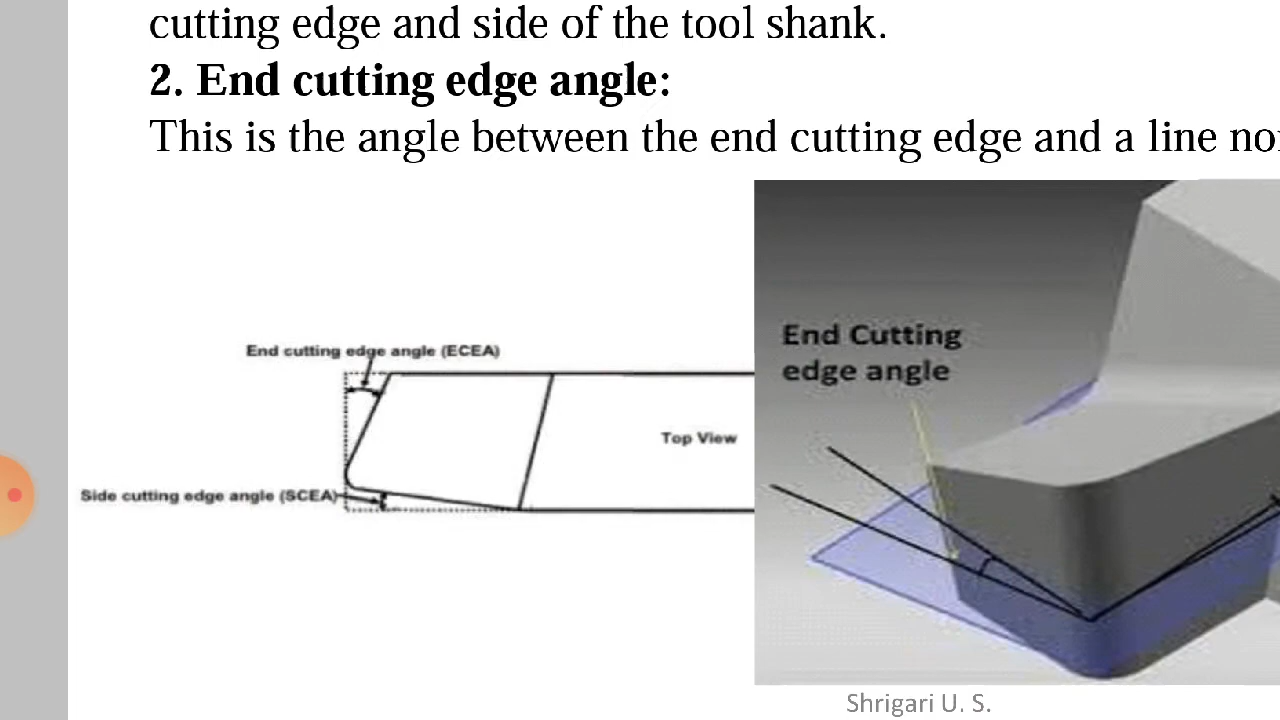 cutting edge and side of the tool shank.
2. End cutting edge angle:
This is the angle between the end cutting edge and a line
End cutting edge angle (ECEA)
Top View
Side cutting edge angle (SCEA)
End Cutting
edge angle
Shrigari U. S.